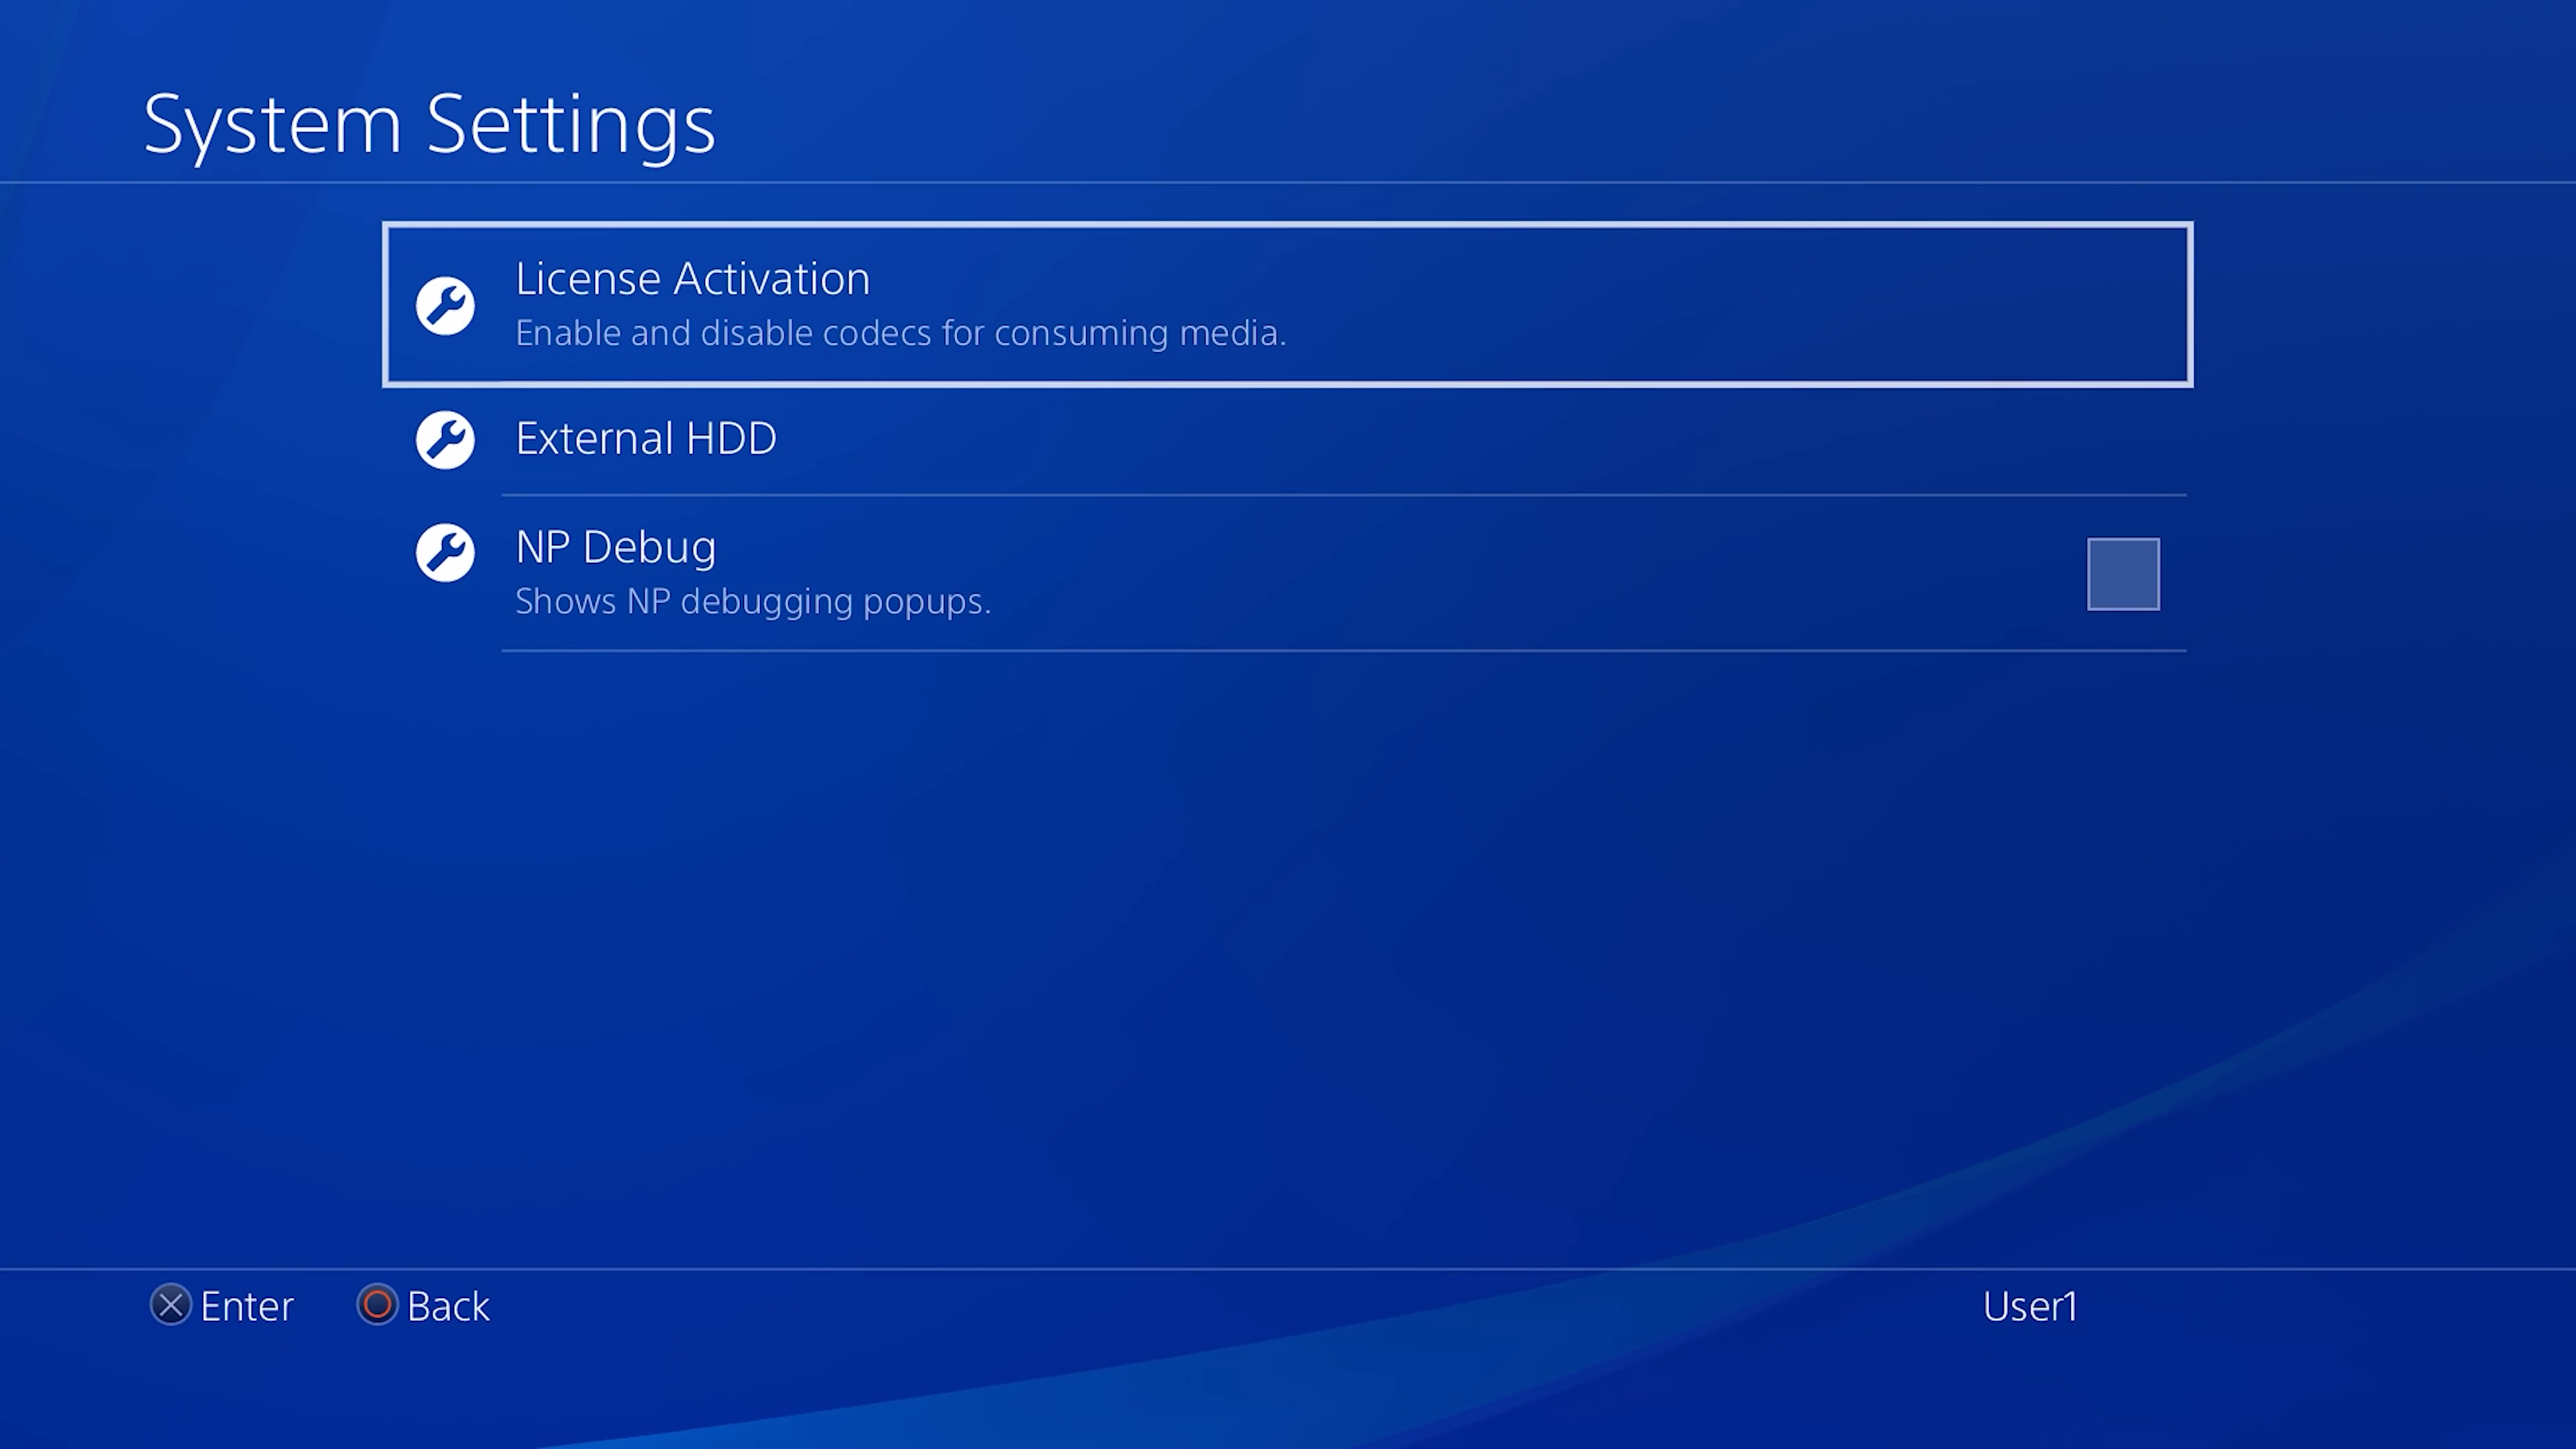 System Settings
License Activation
Enable and disable codecs for consuming media.
External HDD
NP Debug
Shows NP debugging popups.
Enter
Back
User1